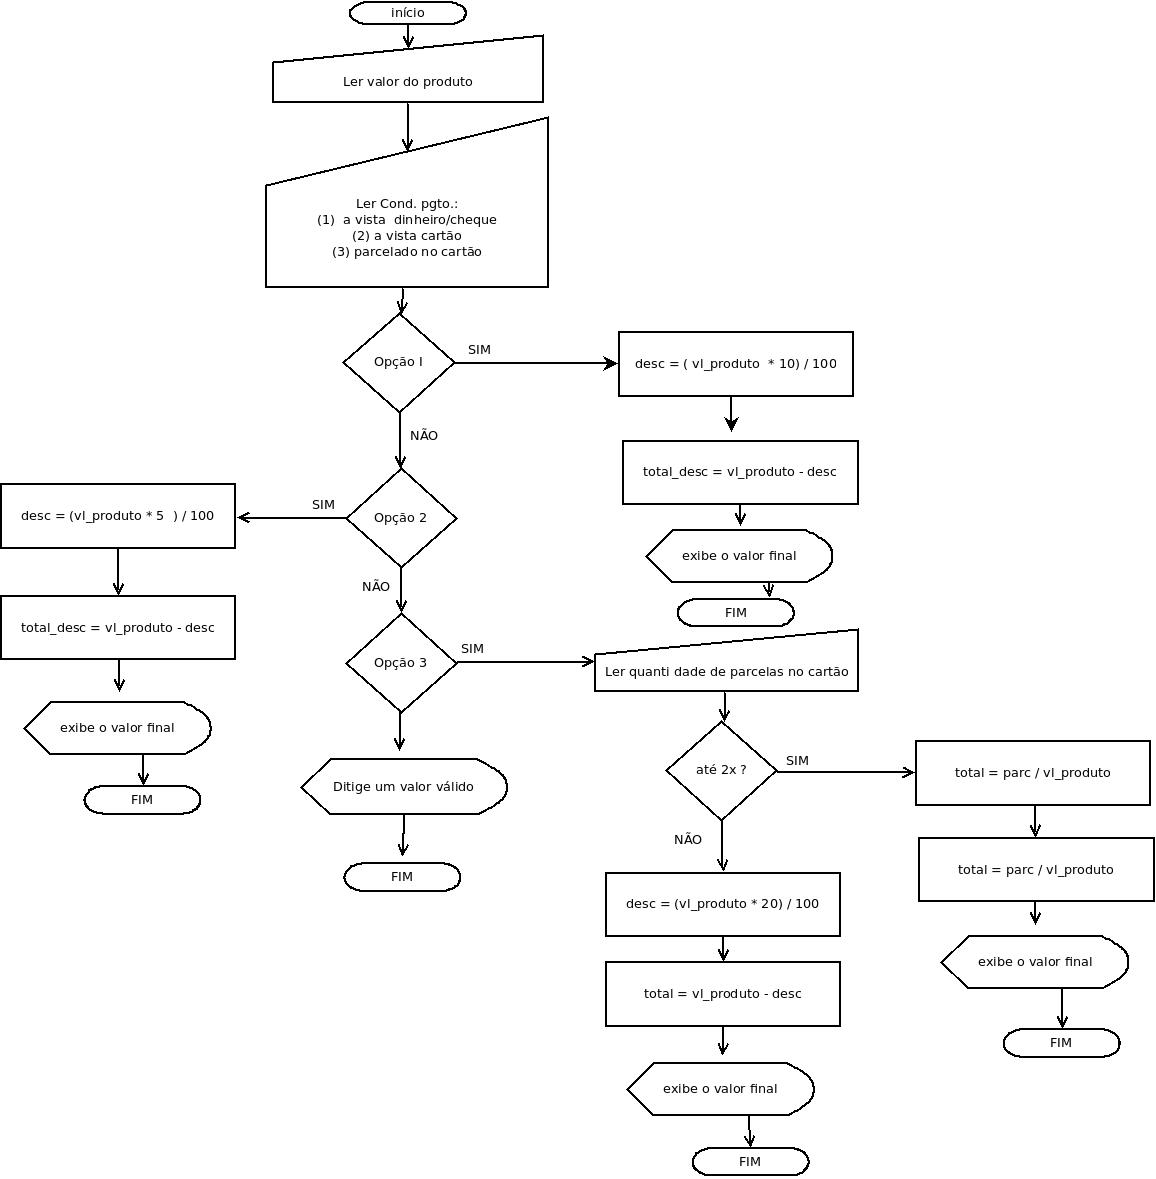 início
Ler valor do produto
Ler Cond. pgto.:
(1)  a vista  dinheiro/cheque
(2) a vista cartão
(3) parcelado no cartão
Opção I
SIM
desc = ( vl_produto  * 10) / 100
total_desc = vl_produto - desc
exibe o valor final
FIM
NÃO
Opção 2
SIM
desc = (vl_produto * 5  ) / 100
total_desc = vl_produto - desc
exibe o valor final
FIM
NÃO
Opção 3
SIM
Ler quanti dade de parcelas no cartão
até 2x ?
SIM
total = parc / vl_produto
total = parc / vl_produto
exibe o valor final
FIM
NÃO
desc = (vl_produto * 20) / 100
total = vl_produto - desc
exibe o valor final
FIM
Ditige um valor válido
FIM